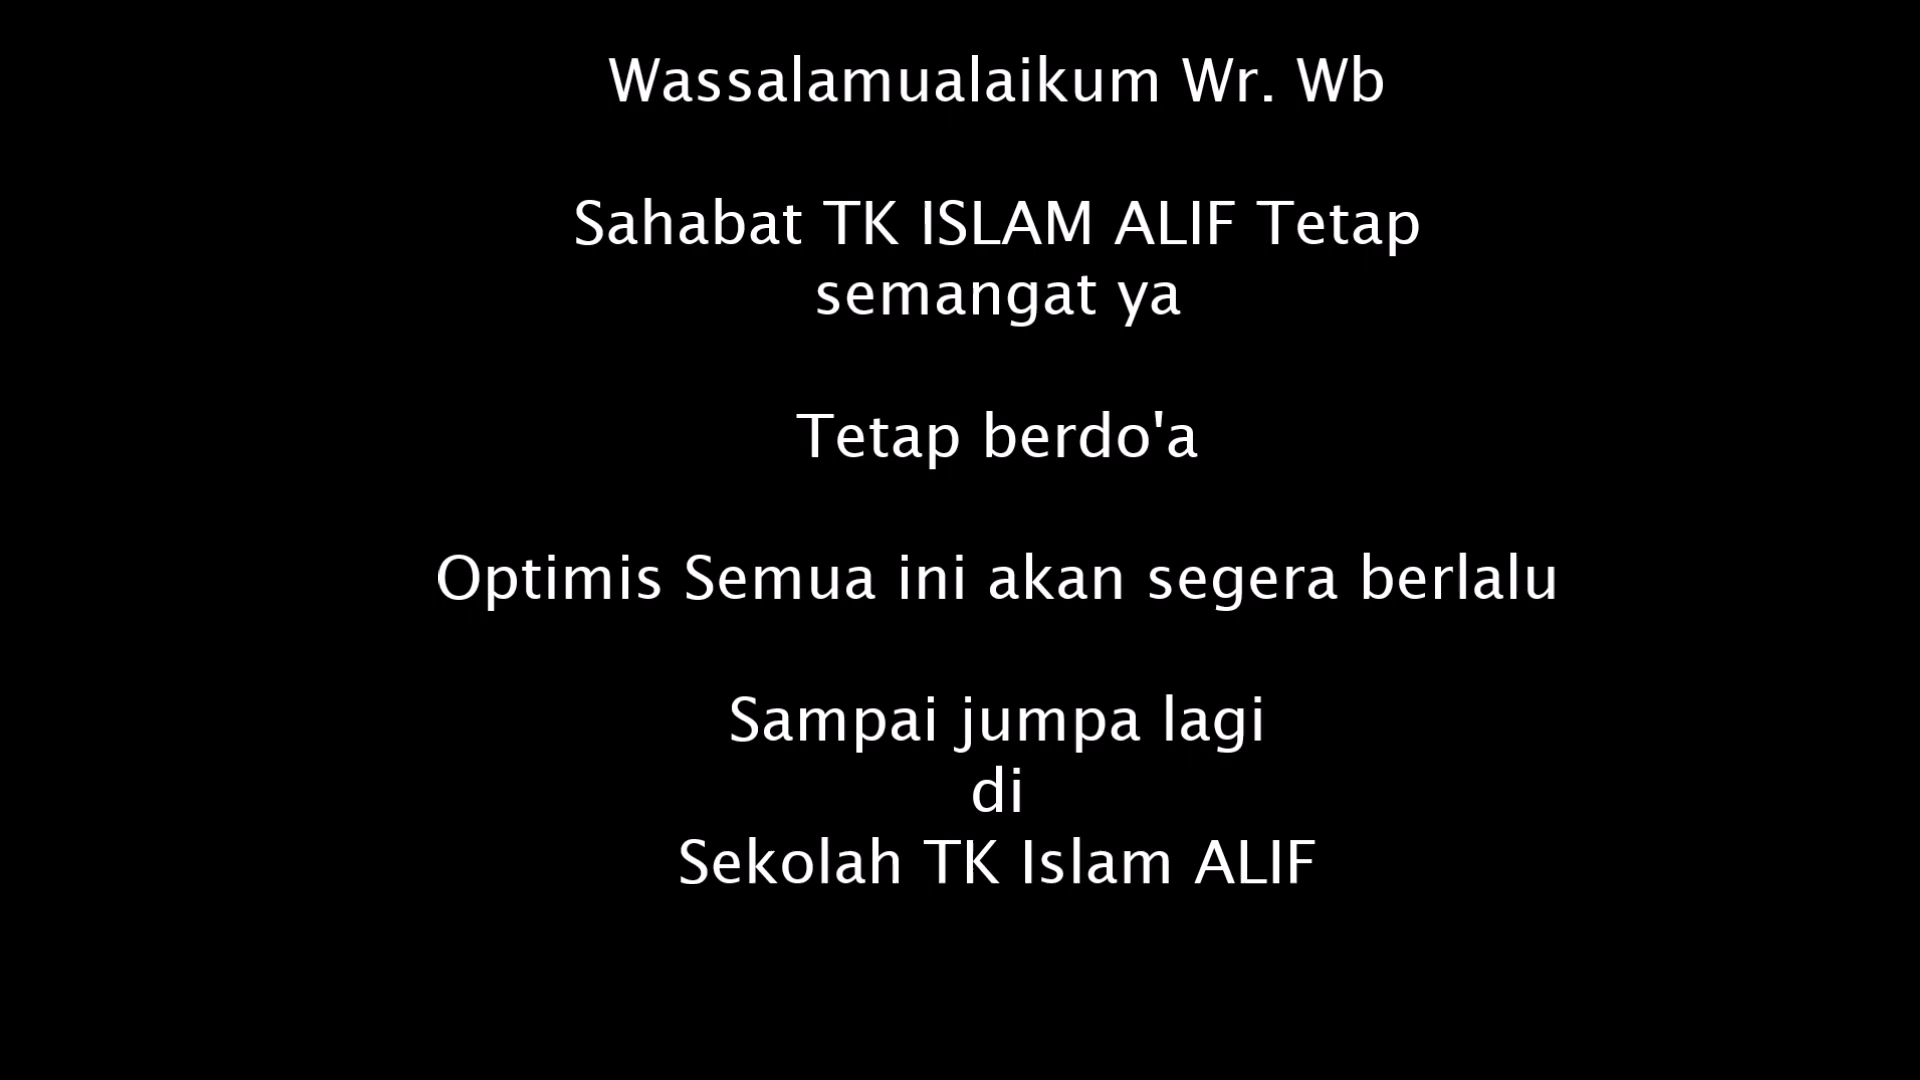 Wassalamualaikum Wr. Wb
Sahabat TK ISLAM ALIF Tetap
semangat ya
Tetap berdo'a
Optimis Semua ini akan segera berlalu
Sampai jumpa lagi
di
Sekolah TK Islam ALIF